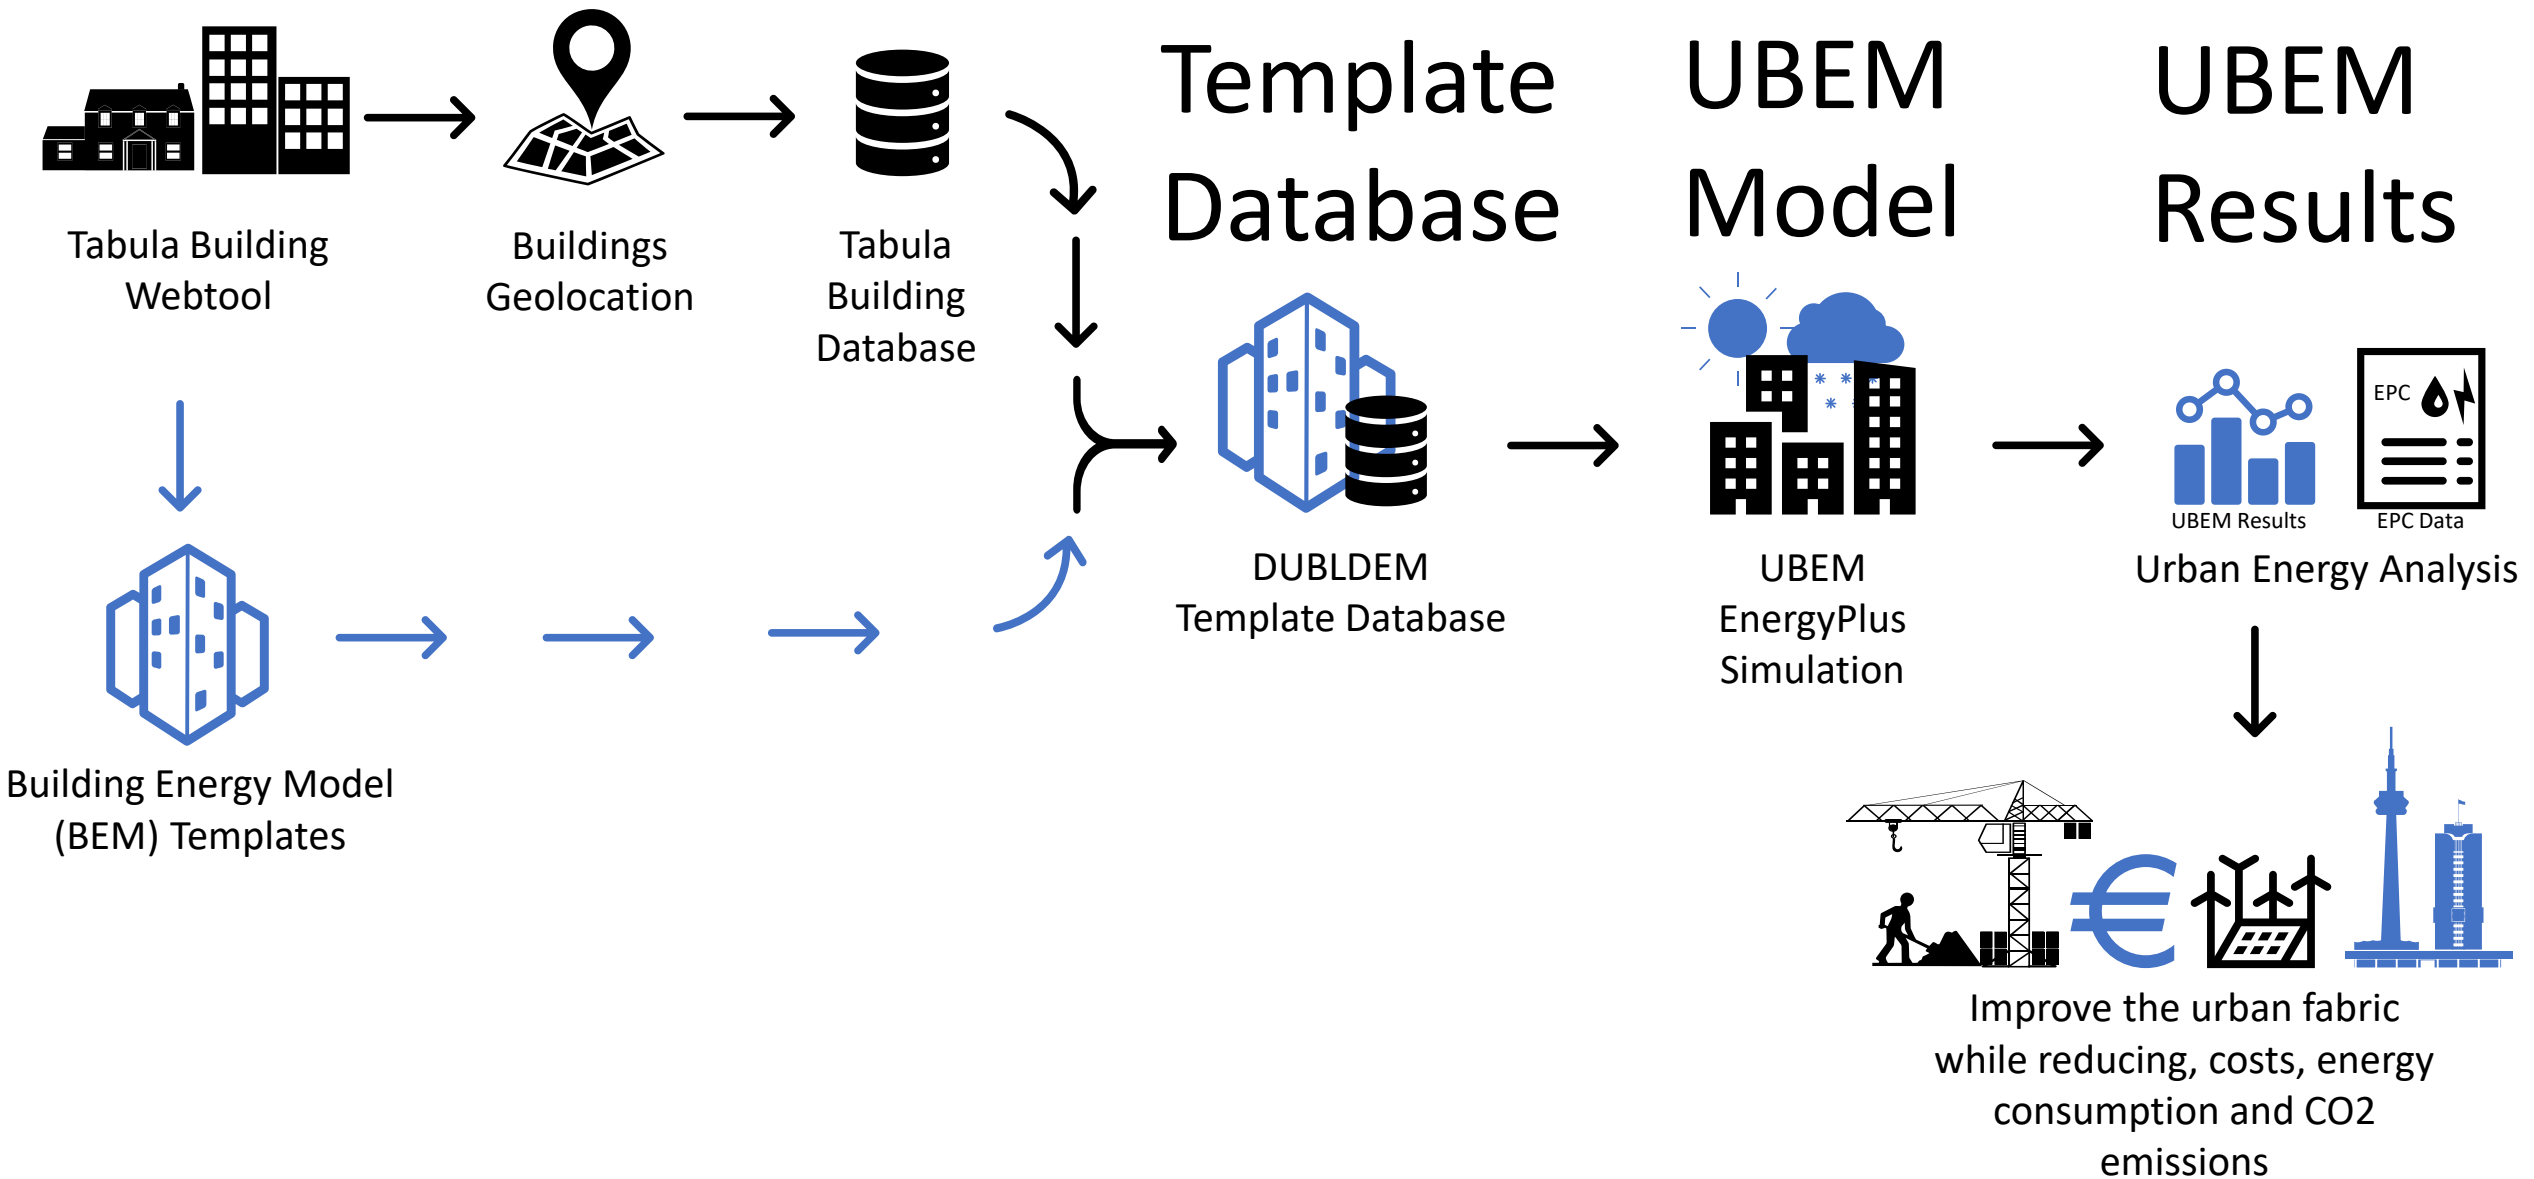 Template
Database
UBEM
Model
UBEM
Results
Tabula Building
Webtool
Buildings
Geolocation
Tabula
Building
Database
EPC
UBEM Results
EPC Data
DUBLDEM
Template Database
UBEM
EnergyPlus
Simulation
Urban Energy Analysis
Building Energy Model
(BEM) Templates
Improve the urban fabric
while reducing, costs, energy
consumption and CO2
emissions